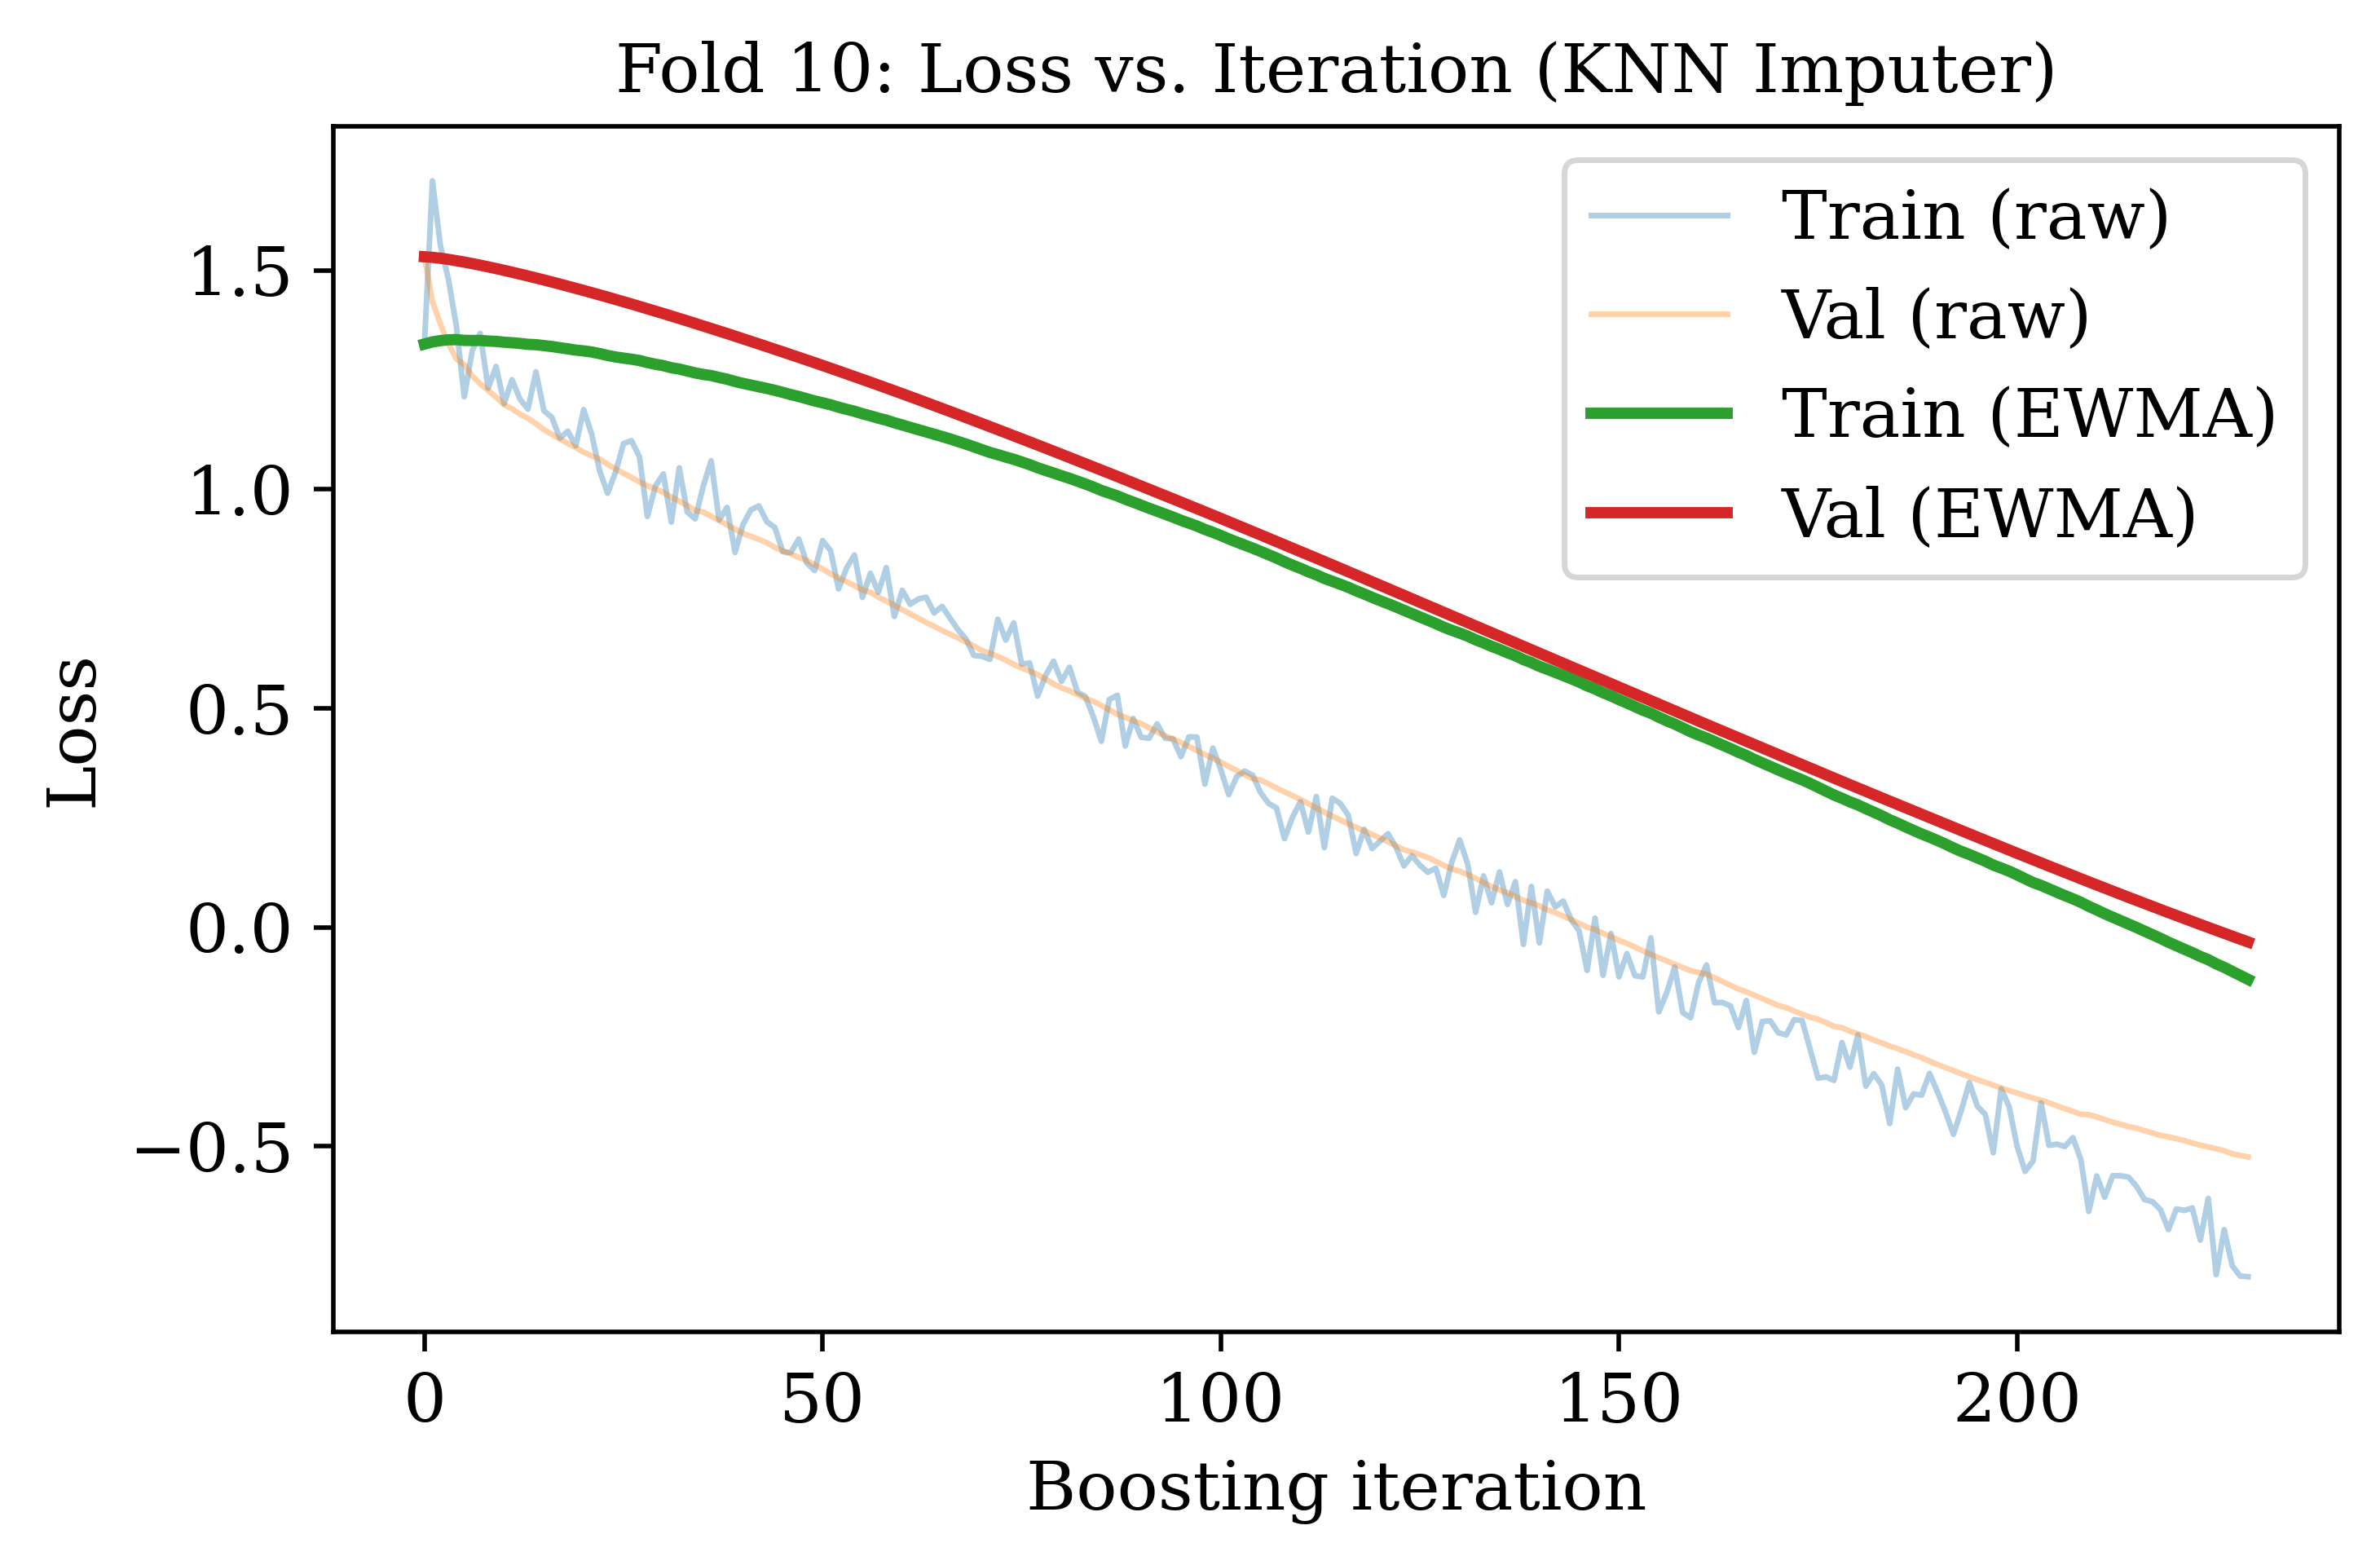 Fold 10: Loss vs. Iteration (KNN Imputer)
Train (raw)
Val (raw)
Train (EWMA)
Val (EWMA)
Loss
1.5
1.0
0.5
0.0
−0.5
0 50 100 150 200
Boosting iteration